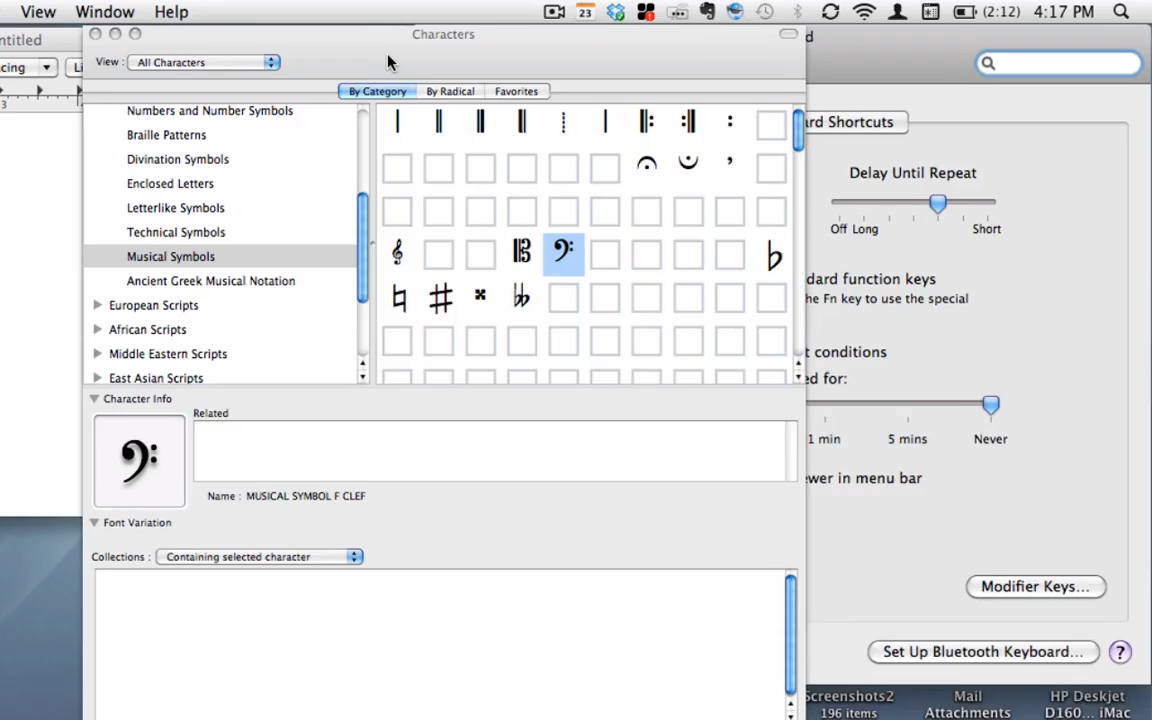 View Window Help
23
(2:12) 4:17 PM
ntitled
Characters
d
cing
Li
3
View : All Characters
By Category By Radical Favorites
Numbers and Number Symbols
Braille Patterns
Divination Symbols
Enclosed Letters
Letterlike Symbols
Technical Symbols
Musical Symbols
Ancient Greek Musical Notation
European Scripts
African Scripts
Middle Eastern Scripts
East Asian Scripts
Character Info
Related
Name : MUSICAL SYMBOL F CLEF
Font Variation
Collections : Containing selected character
rd Shortcuts
Delay Until Repeat
Off Long Short
dard function keys
he Fn key to use the special
t conditions
ed for:
1 min 5 mins Never
ewer in menu bar
Modifier Keys...
Set Up Bluetooth Keyboard... ?
Screenshots2
196 items
Mail
Attachments
HP Deskjet
D160... iMac